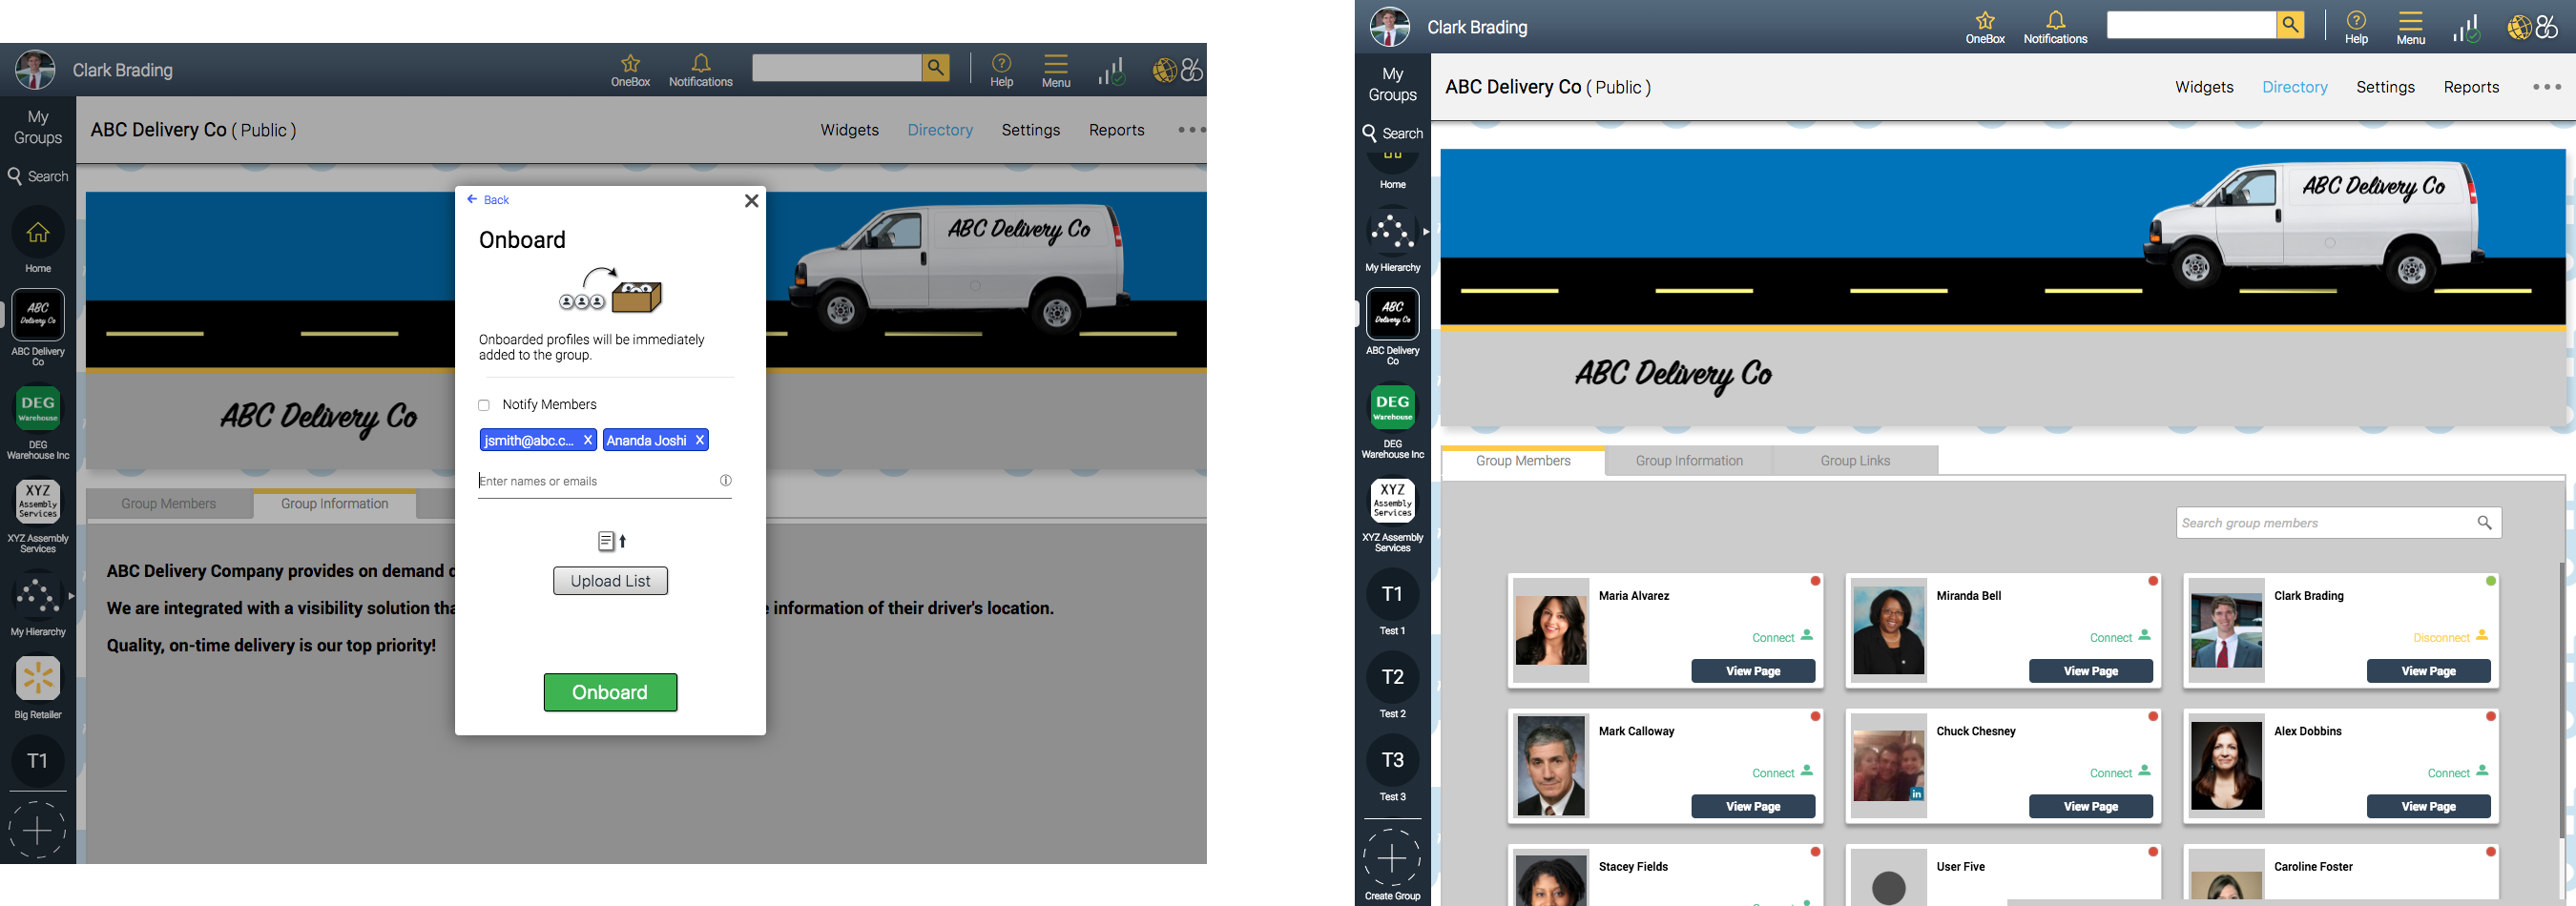 Clark Brading
OneBox
Notifications
Help
Menu
86
My
Groups
Search
Home
ABC
Delivery Co
ABC Delivery
Co
DEG
Warehouse
DEG
Warehouse Inc
XYZ
Assembly
Services
XYZ Assembly
Services
My Hierarchy
Big Retailer
T1
ABC Delivery Co ( Public )
Widgets
Directory
Settings
Reports
ABC Delivery Co
ABC Delivery Co
Group Members
Group Information
ABC Delivery Company provides on demand
We are integrated with a visibility solution
information of their driver's location.
Quality, on-time delivery is our top priority!
Back
Onboard
Onboarded profiles will be immediately
added to the group.
Notify Members
jsmith@abc.c... X
Ananda Joshi X
Enter names or emails
Upload List
Onboard
Clark Brading
OneBox
Notifications
Help
Menu
86
My
Groups
Search
Home
My Hierarchy
ABC
Delivery Co
ABC Delivery
Co
DEG
Warehouse
DEG
Warehouse Inc
XYZ
Assembly
Services
XYZ Assembly
Services
T1
Test 1
T2
Test 2
T3
Test 3
Create Group
ABC Delivery Co ( Public )
Widgets
Directory
Settings
Reports
ABC Delivery Co
ABC Delivery Co
Group Members
Group Information
Group Links
Search group members
Maria Alvarez
Connect
View Page
Miranda Bell
Connect
View Page
Clark Brading
Disconnect
View Page
Mark Calloway
Connect
View Page
Chuck Chesney
in
Connect
View Page
Alex Dobbins
Connect
View Page
Stacey Fields
User Five
Caroline Foster